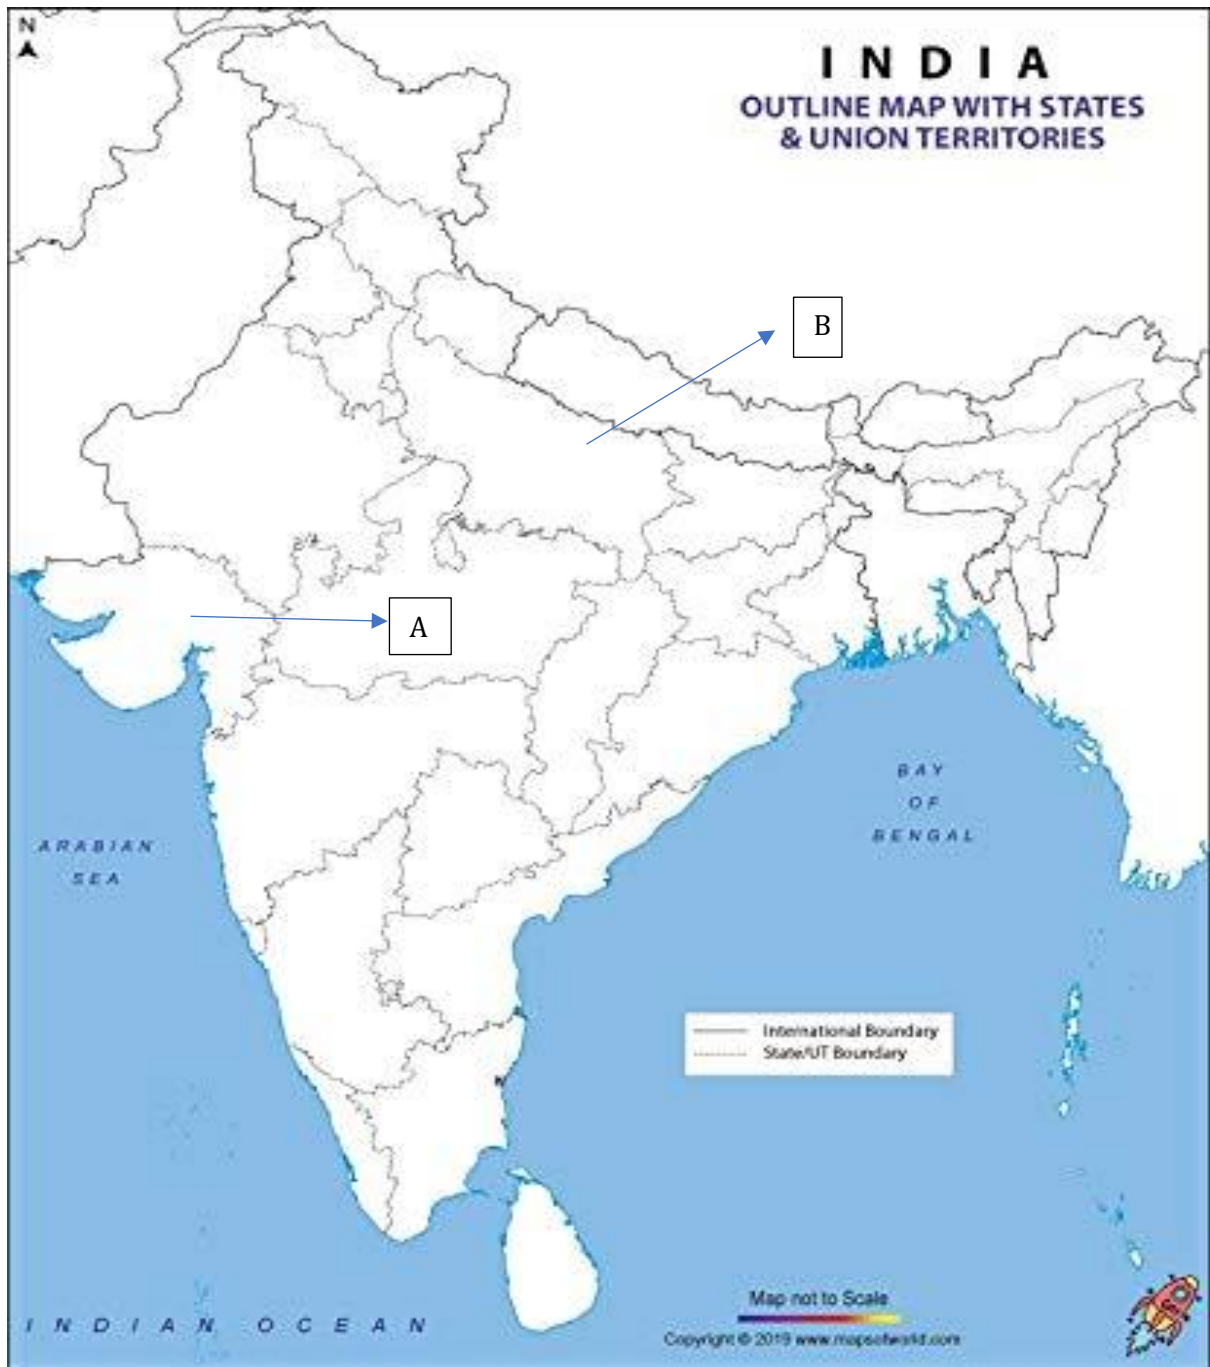 N
I N D I A
OUTLINE MAP WITH STATES
& UNION TERRITORIES
B
A
BAY
OF
BENGAL
ARABIAN
SEA
International Boundary
State/UT Boundary
Map not to Scale
INDIAN OCEAN
Copyright © 2019 www.mapsofworld.com